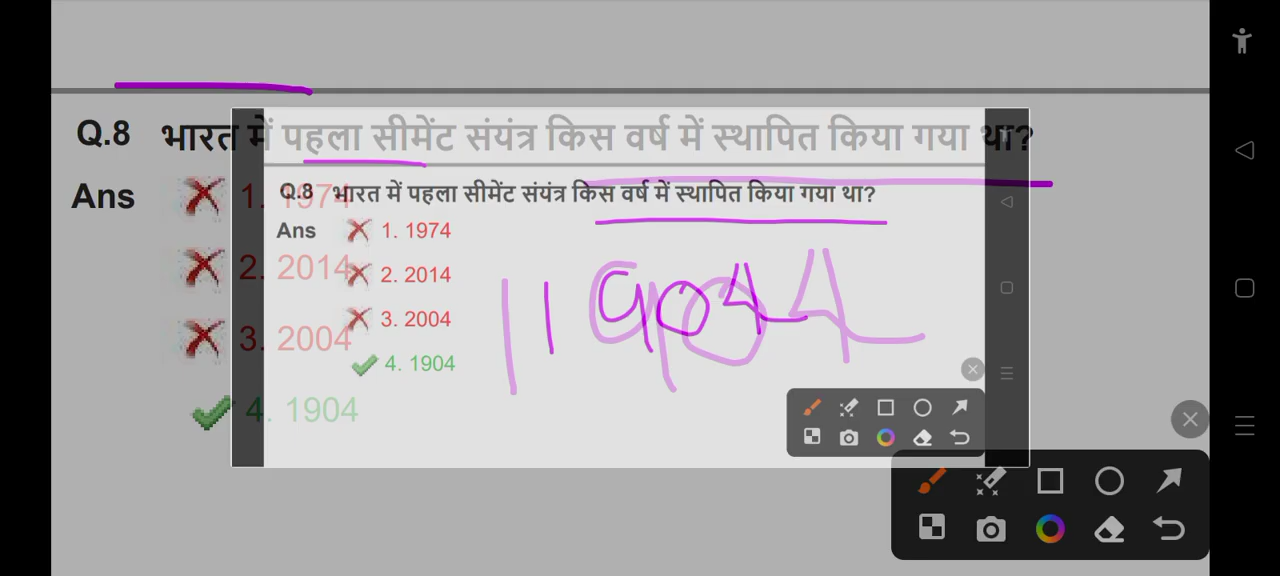 Q.8 भारत में पहला सीमेंट संयंत्र किस वर्ष में स्थापित किया गया था?
Ans 1. 1974
2. 2014
3. 2004
4. 1904
Q.8 भारत में पहला सीमेंट संयंत्र किस वर्ष में स्थापित किया गया था?
Ans 1. 1974
2. 2014
3. 2004
4. 1904
1904
1904